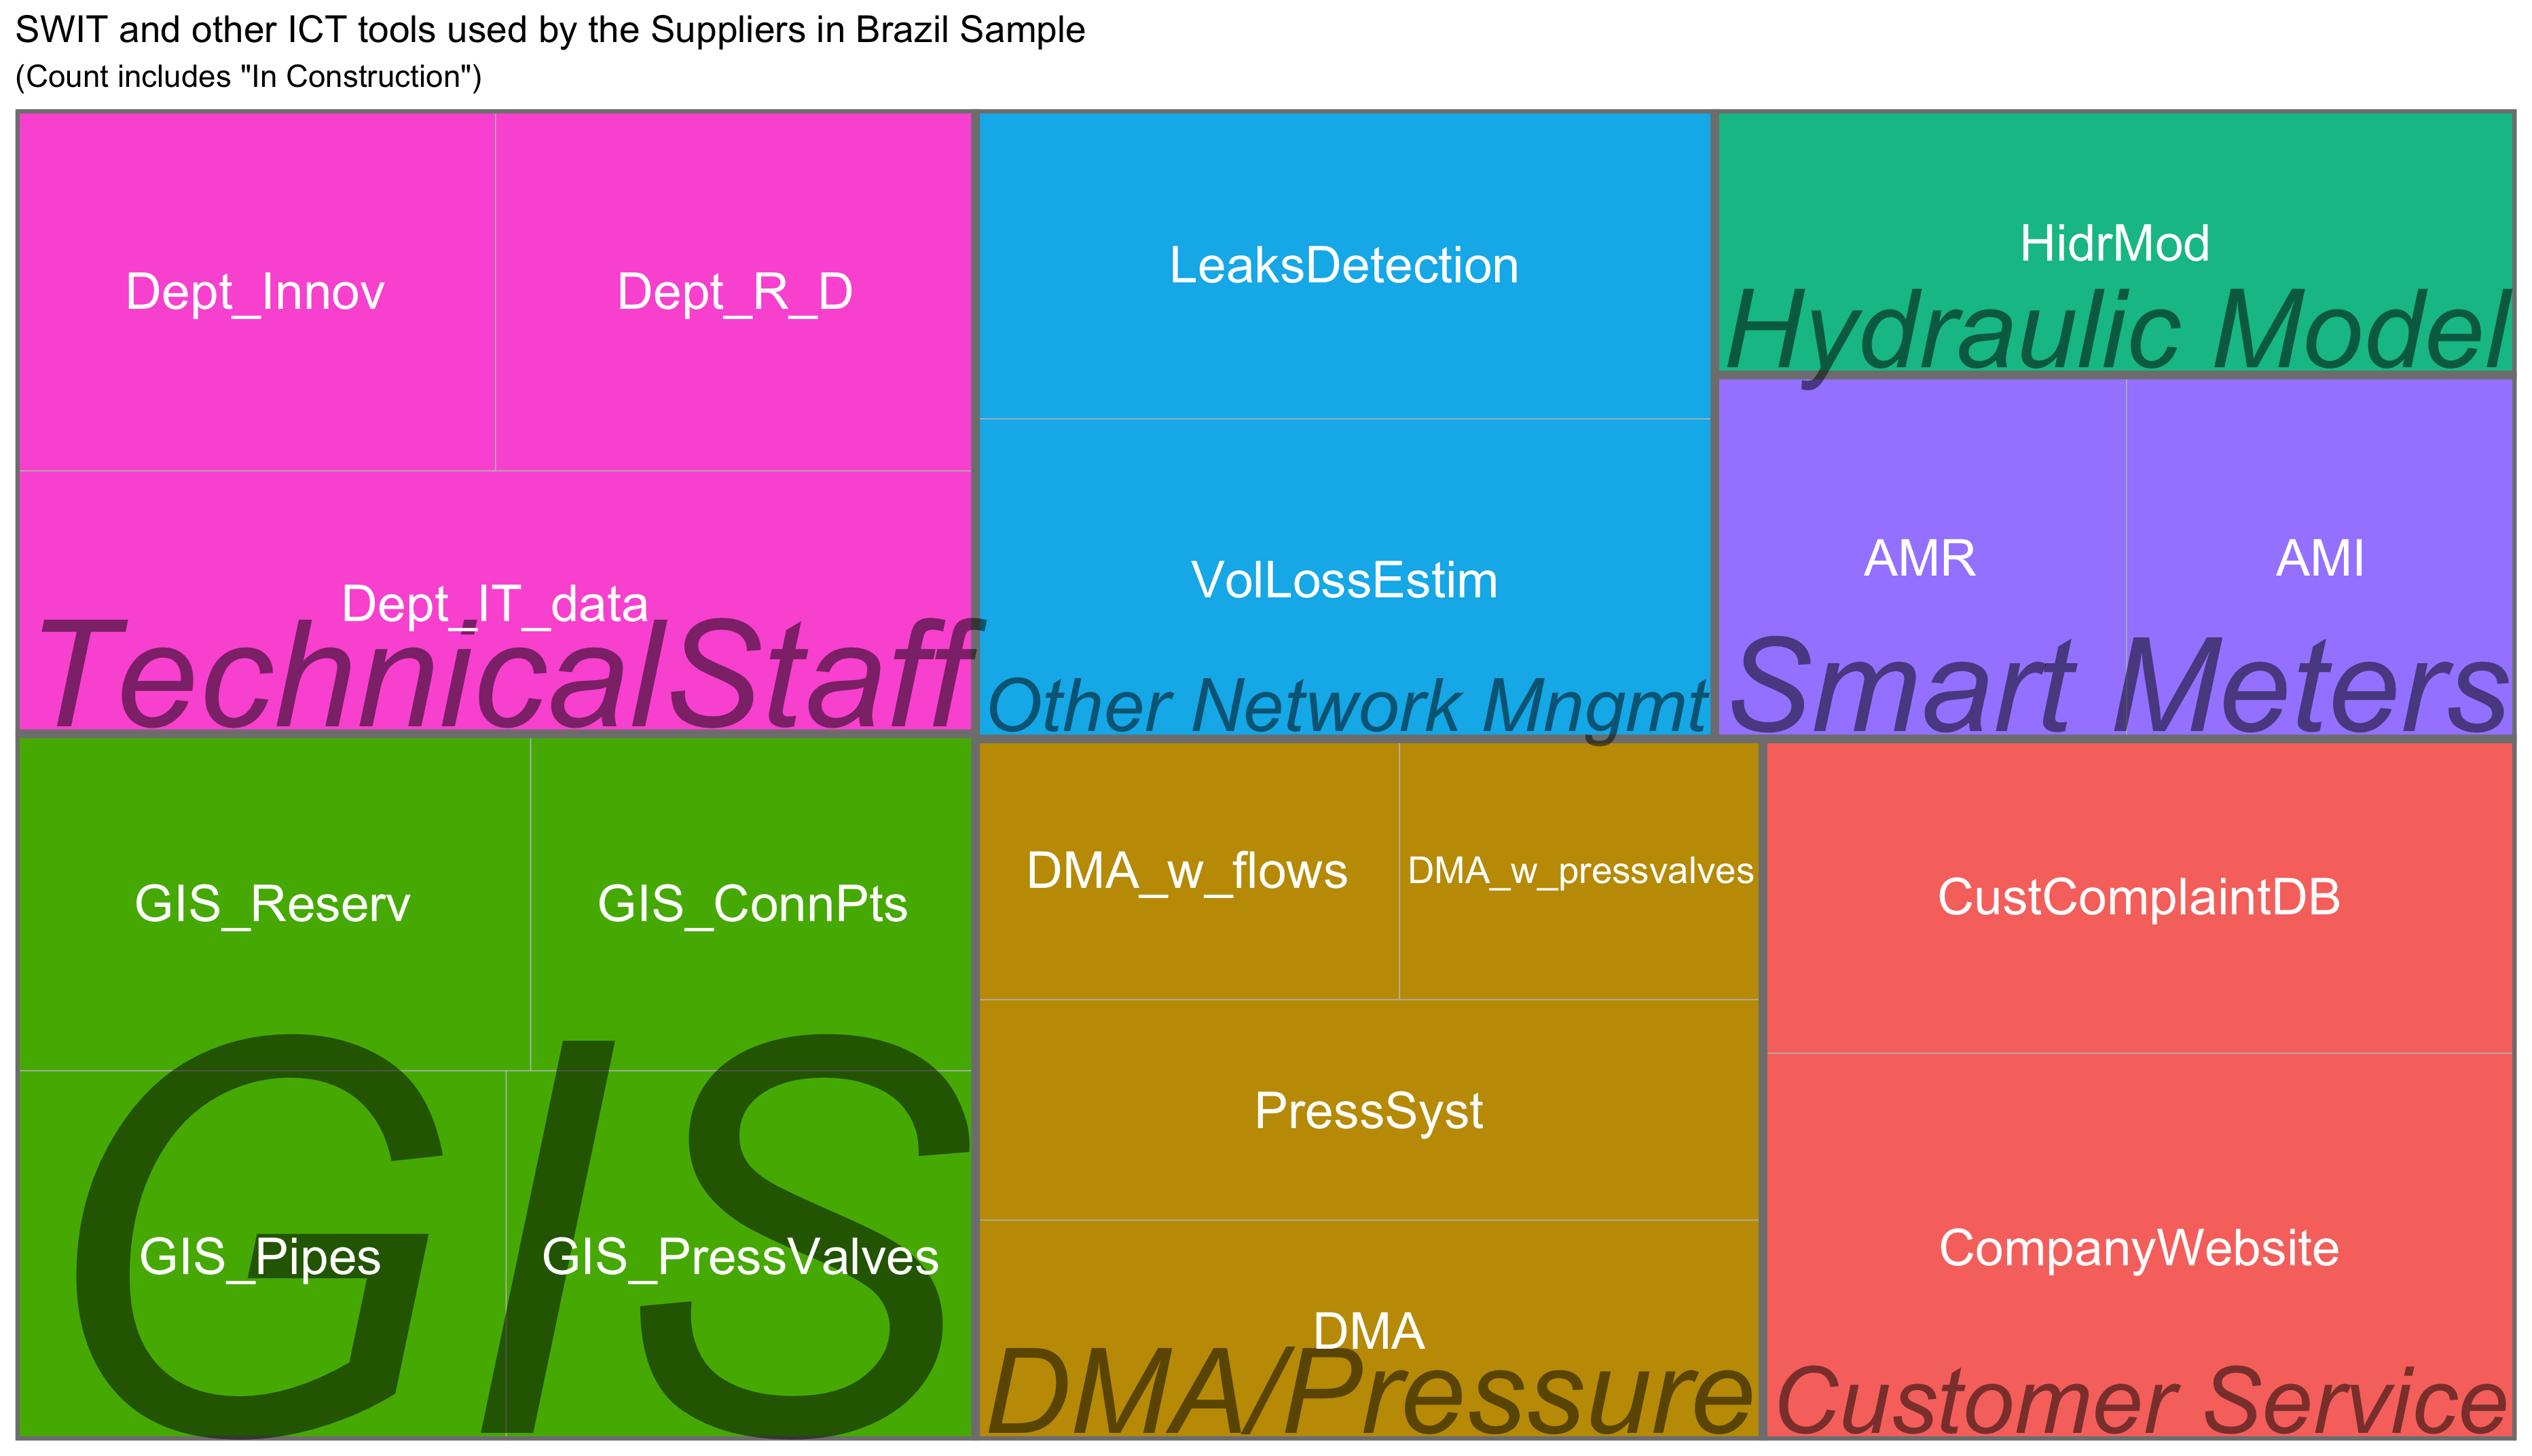 SWIT and other ICT tools used by the Suppliers in Brazil Sample
(Count includes "In Construction")
Dept_Innov
Dept_R_D
Dept_IT_data
TechnicalStaff
LeaksDetection
VolLossEstim
Other Network Mngmt
HidrMod
Hydraulic Model
AMR
AMI
Smart Meters
GIS_Reserv
GIS_ConnPts
GIS_Pipes
GIS_PressValves
GIS
DMA_w_flows
DMA_w_pressvalves
PressSyst
DMA
DMA/Pressure
CustComplaintDB
CompanyWebsite
Customer Service